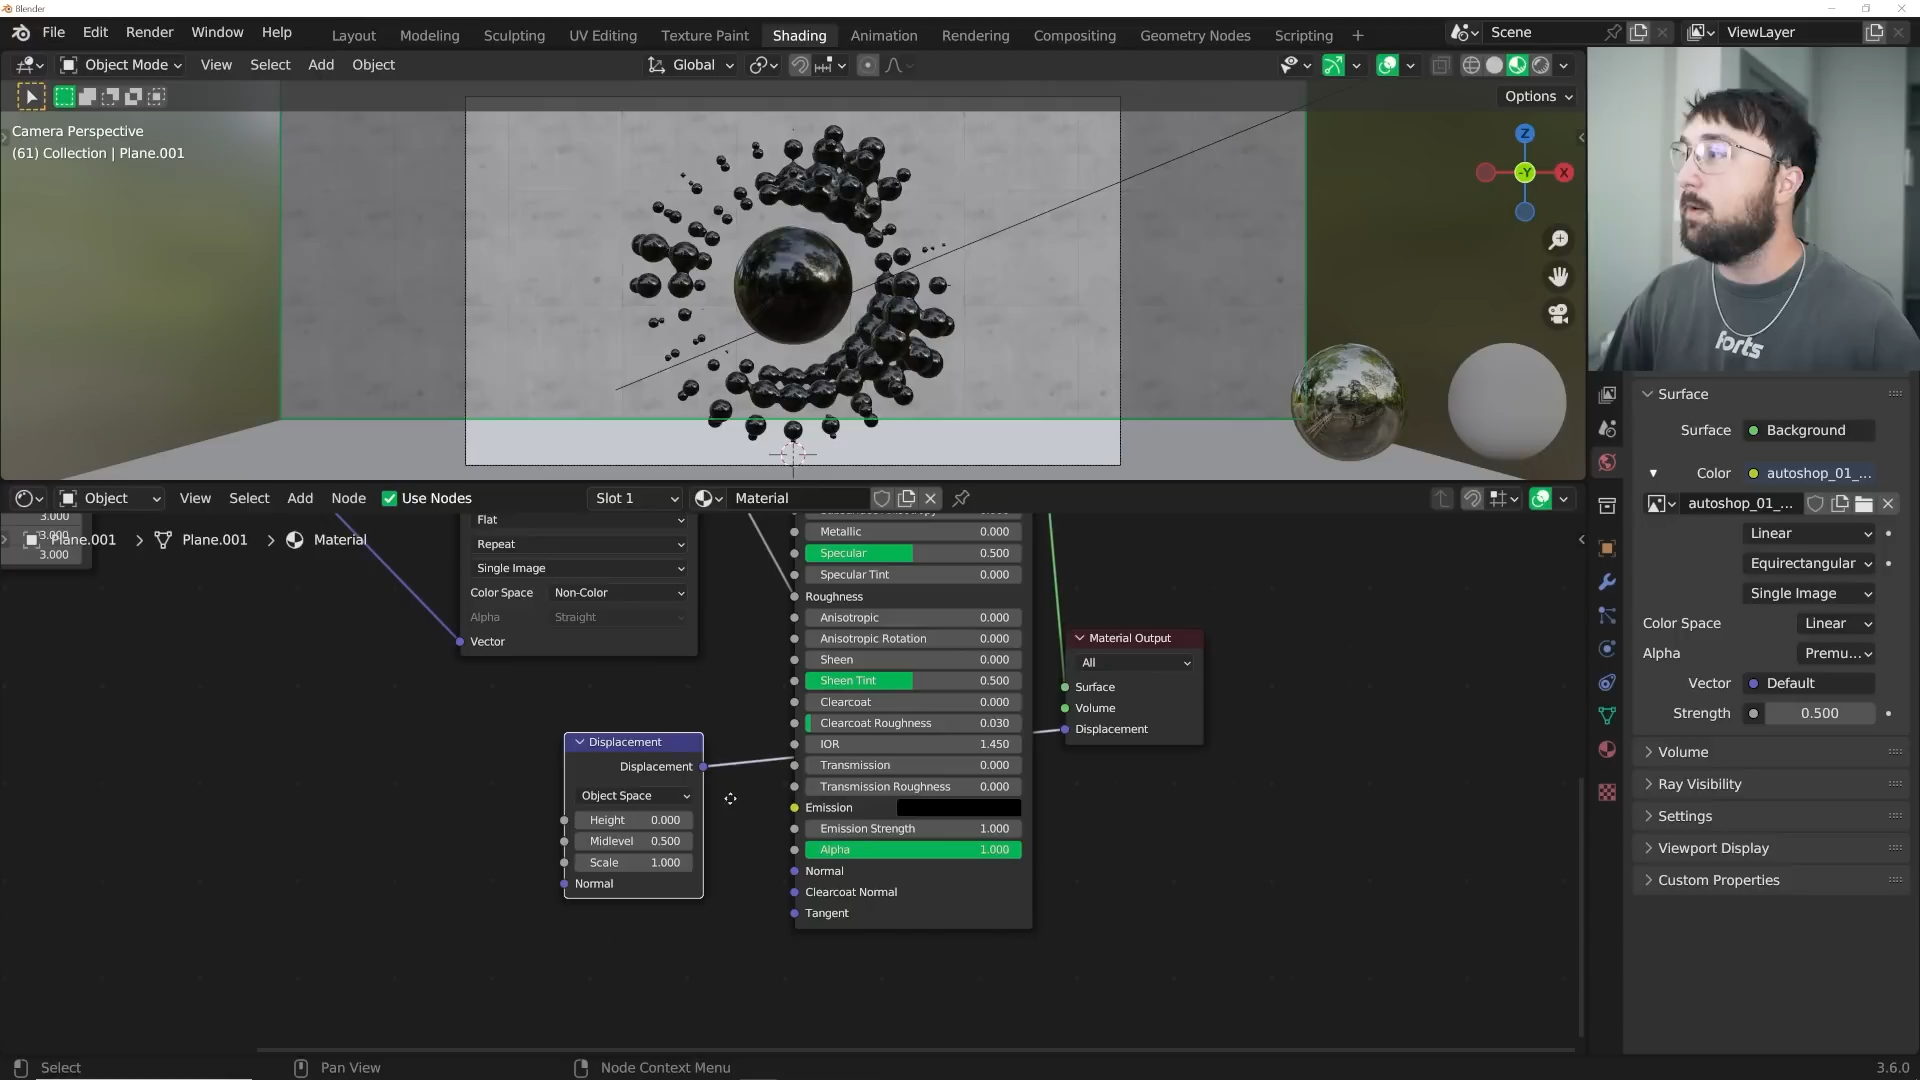 Blender
File Edit Render Window Help
Layout Modeling Sculpting UV Editing Texture Paint Shading Animation Rendering Compositing Geometry Nodes Scripting +
Scene
ViewLayer
Object Mode View Select Add Object
Global
Options
Camera Perspective
(61) Collection | Plane.001
Z
-Y
X
forts
Surface
Surface Background
Color autoshop_01_...
autoshop_01_...
Linear
Equirectangular
Single Image
Color Space Linear
Alpha Premu...
Vector Default
Strength 0.500
Volume
Ray Visibility
Settings
Viewport Display
Custom Properties
Object View Select Add Node Use Nodes Slot 1 Material
3.000
3.000
3.000
Plane.001 > Plane.001 > Material
Flat
Repeat
Single Image
Color Space Non-Color
Alpha Straight
Vector
Metallic 0.000
Specular 0.500
Specular Tint 0.000
Roughness
Anisotropic 0.000
Anisotropic Rotation 0.000
Sheen 0.000
Sheen Tint 0.500
Clearcoat 0.000
Clearcoat Roughness 0.030
IOR 1.450
Transmission 0.000
Transmission Roughness 0.000
Emission
Emission Strength 1.000
Alpha 1.000
Normal
Clearcoat Normal
Tangent
Material Output
All
Surface
Volume
Displacement
Displacement
Displacement
Object Space
Height 0.000
Midlevel 0.500
Scale 1.000
Normal
Select
Pan View
Node Context Menu
3.6.0